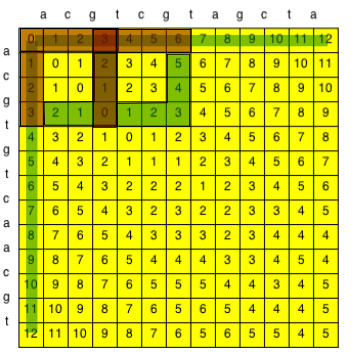 a c g t c g t a g c t a
0 1 2 3 4 5 6 7 8 9 10 11 12
a 1 0 1 2 3 4 5 6 7 8 9 10 11
c 2 1 0 1 2 3 4 5 6 7 8 9 10
g 3 2 1 0 1 2 3 4 5 6 7 8 9
t 4 3 2 1 0 1 2 3 4 5 6 7 8
g 5 4 3 2 1 1 1 2 3 4 5 6 7
t 6 5 4 3 2 2 2 1 2 3 4 5 6
c 7 6 5 4 3 2 3 2 2 3 3 4 5
a 8 7 6 5 4 3 3 3 2 3 4 4 4
a 9 8 7 6 5 4 4 4 3 3 4 5 4
c 10 9 8 7 6 5 5 5 4 4 3 4 5
g 11 10 9 8 7 6 5 6 5 4 4 4 5
t 12 11 10 9 8 7 6 5 6 5 5 4 5